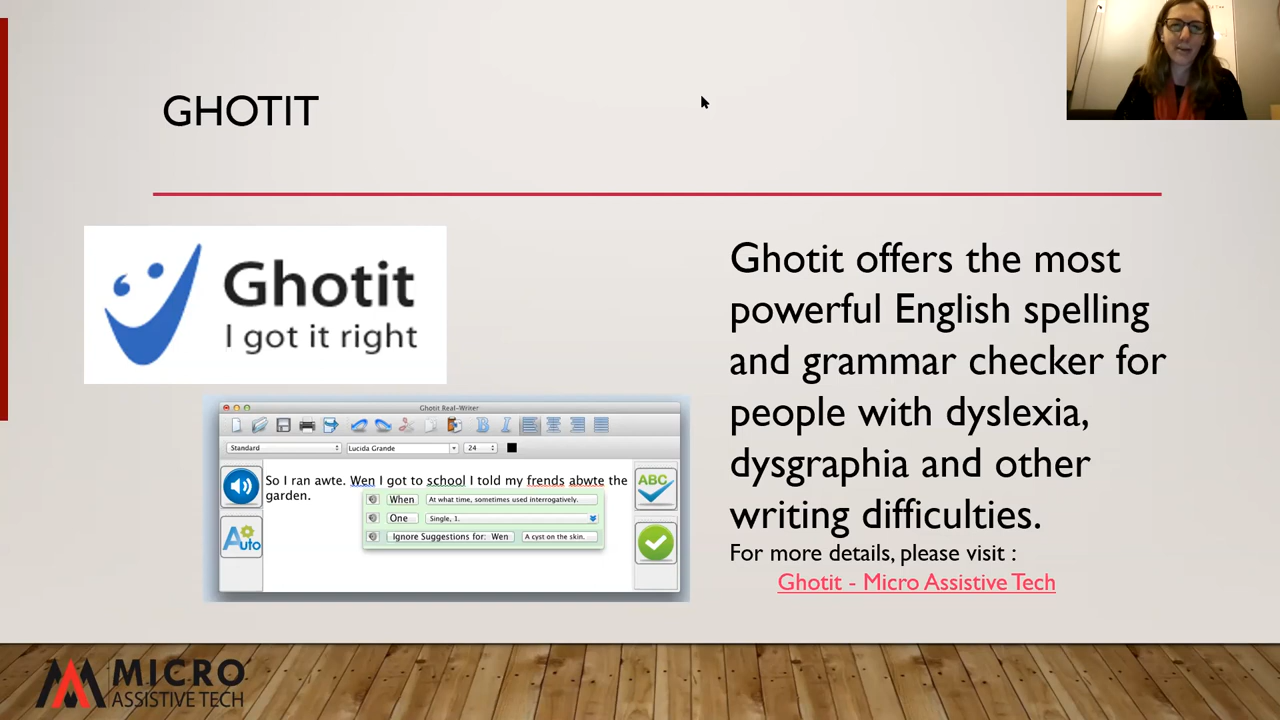 GHOTIT
Ghotit
I got it right
Ghotit Real-Writer
Standard
Lucida Grande
24
So I ran awte. Wen I got to school I told my frends abwte the
garden.
When
At what time, sometimes used interrogatively.
One
Single, 1.
Ignore Suggestions for: Wen
A cyst on the skin.
Auto
ABC
Ghotit offers the most
powerful English spelling
and grammar checker for
people with dyslexia,
dysgraphia and other
writing difficulties.
For more details, please visit :
Ghotit - Micro Assistive Tech
MICRO
ASSISTIVE TECH